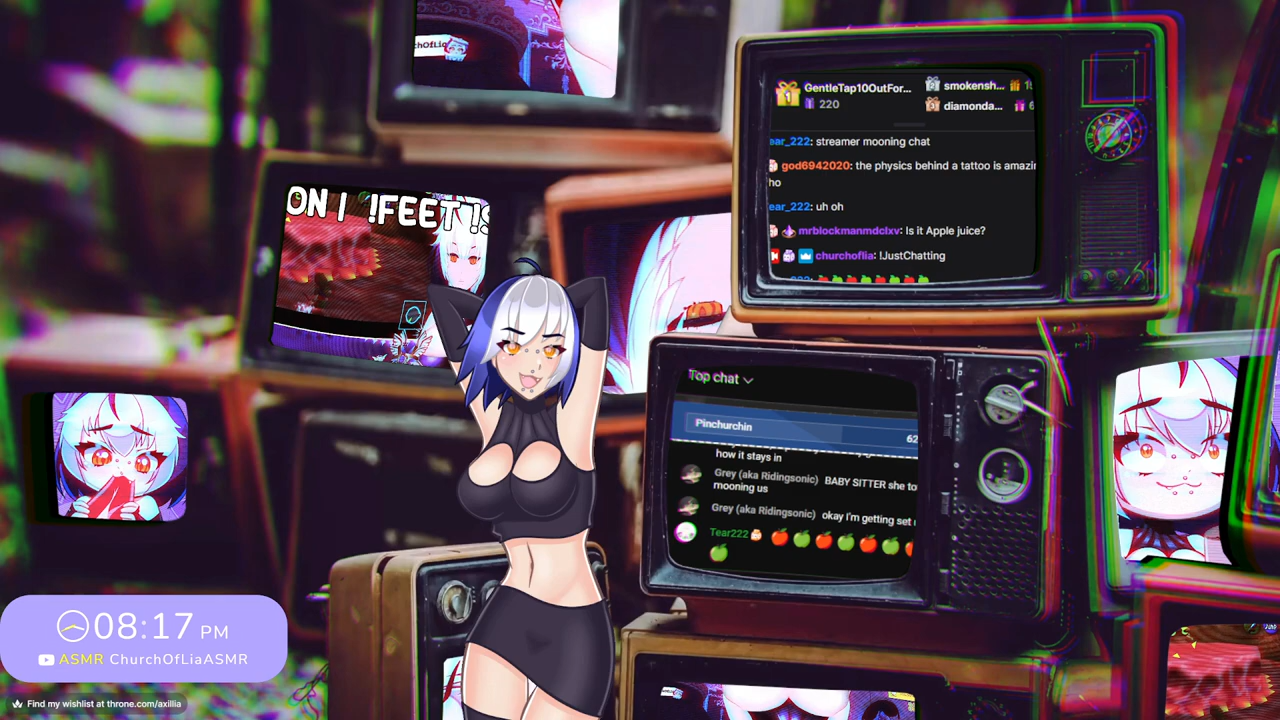 ON |  !FEET !S
GentleTap10OutFor...
220
smokensh...
diamonda...
ear_222: streamer mooning chat
god6942020: the physics behind a tattoo is amazin
ho
ear_222: uh oh
mrblockmanmdclxv: Is it Apple juice?
churchoflia: !JustChatting
Top chat
Pinchurchin
62
how it stays in
Grey (aka Ridingsonic) BABY SITTER she to
mooning us
Grey (aka Ridingsonic) okay I'm getting set
Tear222
08:17 PM
ASMR ChurchOfLiaASMR
Find my wishlist at throne.com/axillia